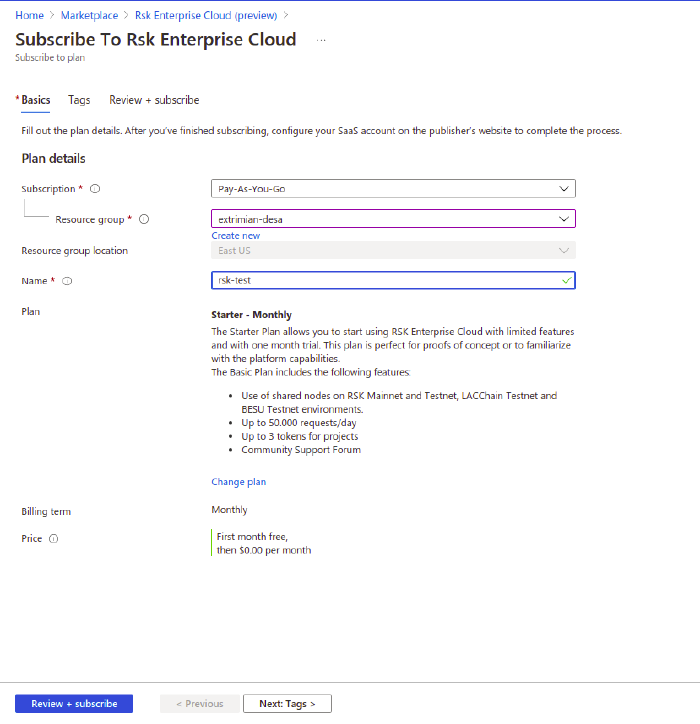 Home > Marketplace > Rsk Enterprise Cloud (preview) >
Subscribe To Rsk Enterprise Cloud ...
Subscribe to plan
* Basics Tags Review + subscribe
Fill out the plan details. After you've finished subscribing, configure your SaaS account on the publisher's website to complete the process.
Plan details
Subscription * Pay-As-You-Go
Resource group * extrimian-desa
Create new
Resource group location East US
Name * rsk-test
Plan Starter - Monthly
The Starter Plan allows you to start using RSK Enterprise Cloud with limited features
and with one month trial. This plan is perfect for proofs of concept or to familiarize
with the platform capabilities.
The Basic Plan includes the following features:
• Use of shared nodes on RSK Mainnet and Testnet, LACChain Testnet and
BESU Testnet environments.
• Up to 50.000 requests/day
• Up to 3 tokens for projects
• Community Support Forum
Change plan
Billing term Monthly
Price First month free,
then $0.00 per month
Review + subscribe < Previous Next: Tags >